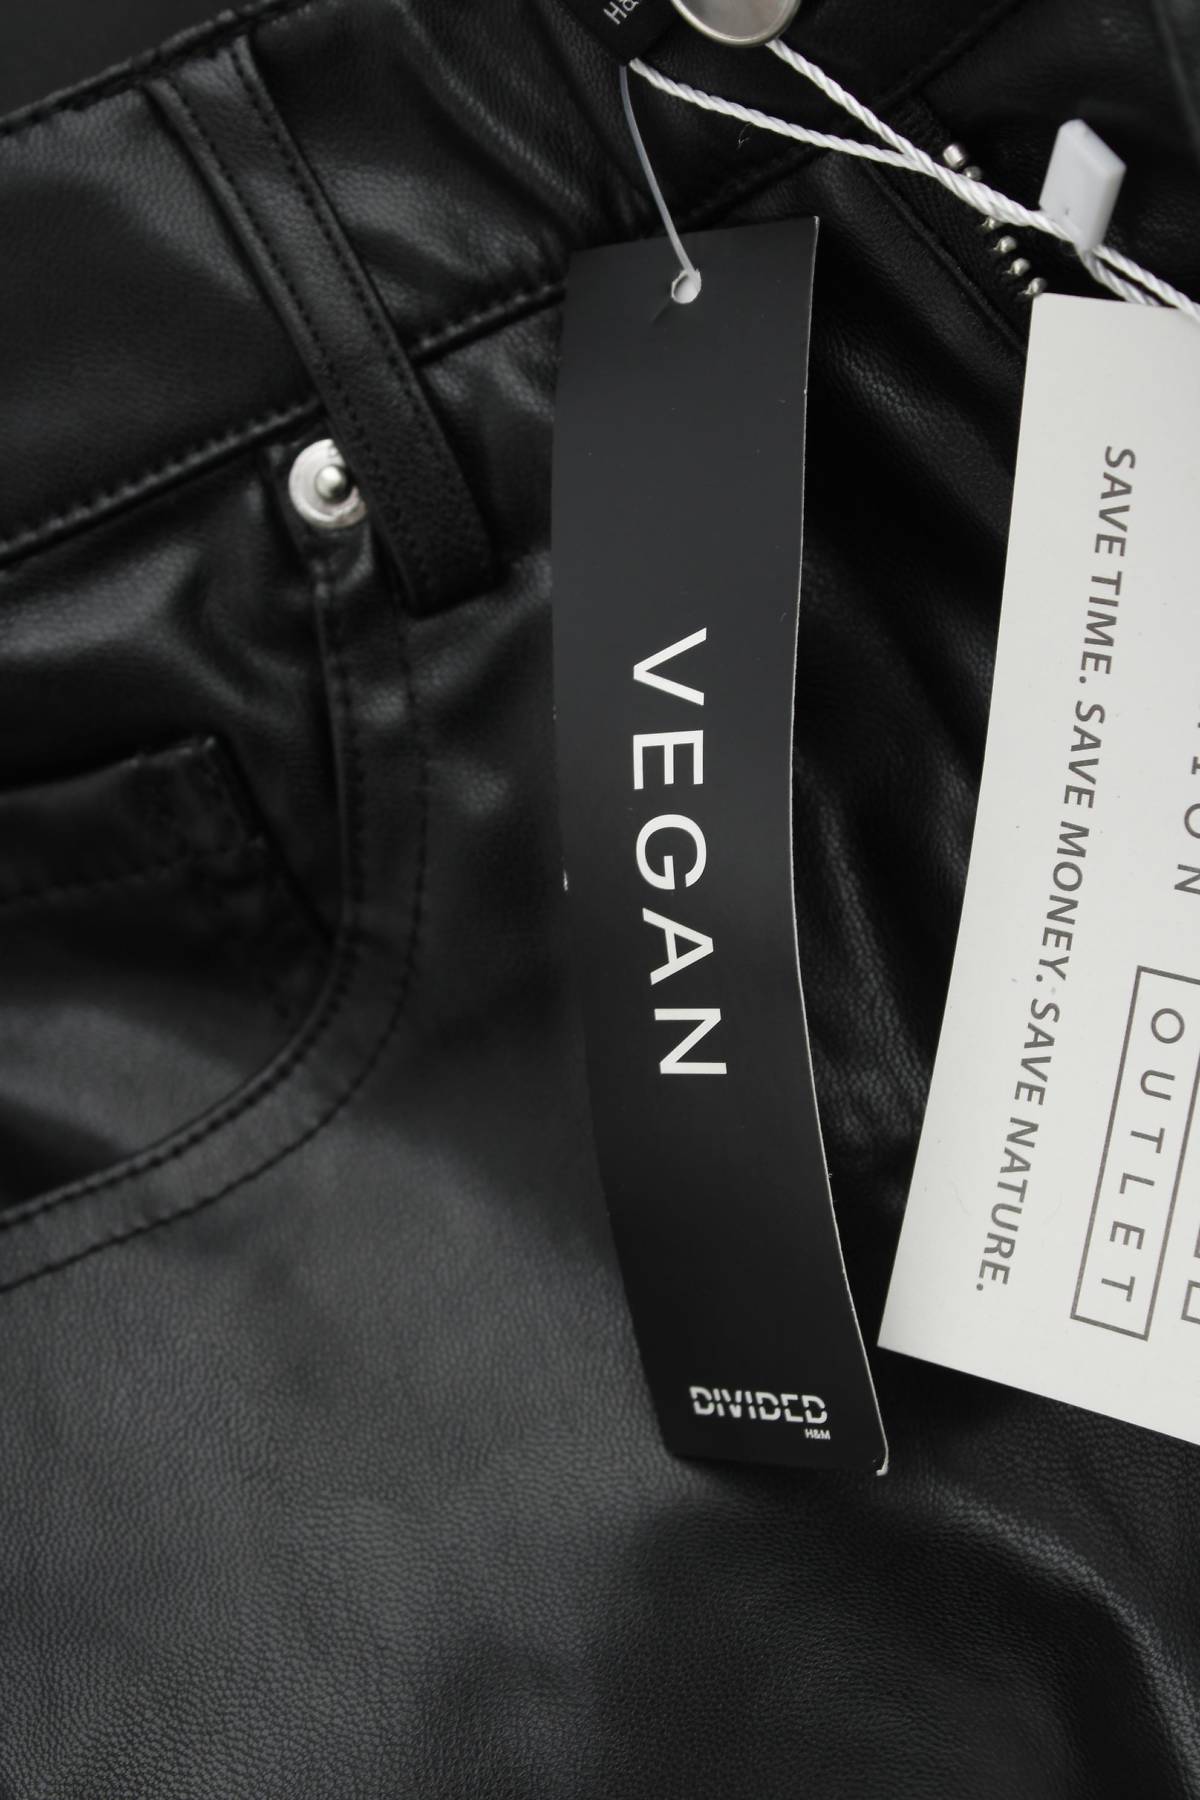 VEGAN
DIVIDED
H&M
SAVE TIME. SAVE MONEY. SAVE NATURE.
OUTLET